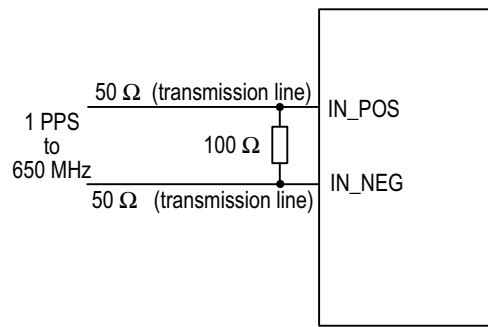 50 Ω (transmission line)
IN_POS
1 PPS
to
650 MHz
100 Ω
IN_NEG
50 Ω (transmission line)